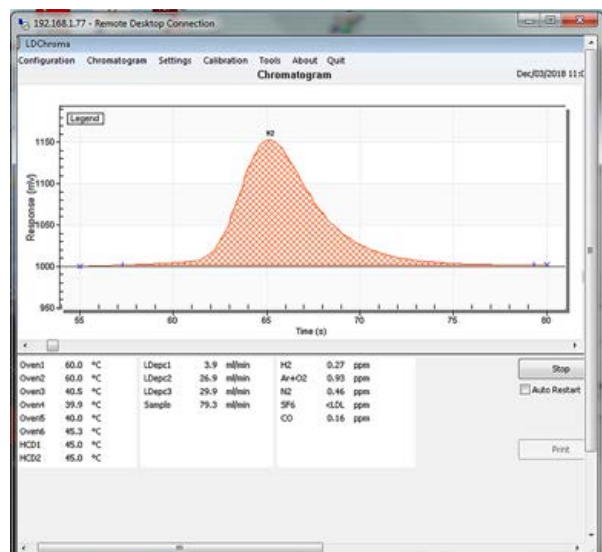 192.168.1.77 - Remote Desktop Connection
LDChroma
Configuration Chromatogram Settings Calibration Tools About Quit
Chromatogram
Dec/03/2018 11:
Legend
H2
Response (mV)
1150
1100
1050
1000
950
55 60 65 70 75 80
Time (s)
Oven1 60.0 °C LDepc1 3.9 ml/min H2 0.27 ppm
Oven2 60.0 °C LDepc2 26.9 ml/min Ar+O2 0.93 ppm
Oven3 40.5 °C LDepc3 29.9 ml/min N2 0.46 ppm
Oven4 39.9 °C Sample 79.3 ml/min SF6 <LDL ppm
Oven5 40.0 °C CO 0.16 ppm
Oven6 45.3 °C
HCD1 45.0 °C
HCD2 45.0 °C
Stop
Auto Restart
Print